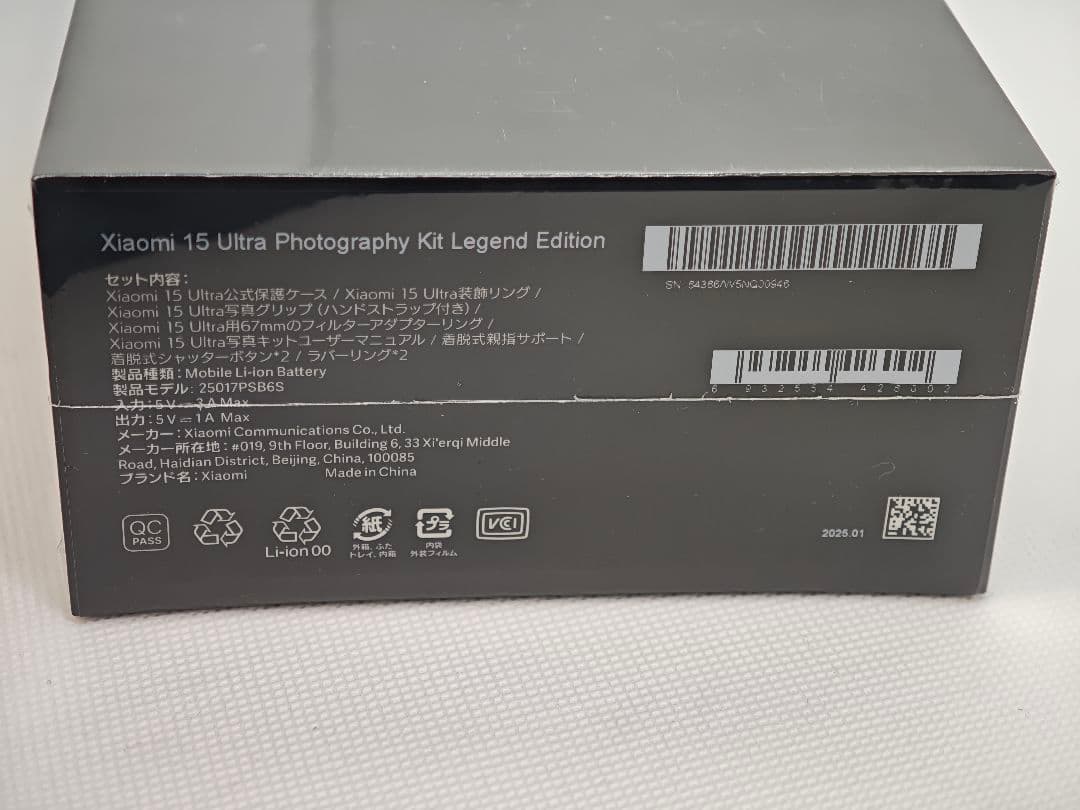 Xiaomi 15 Ultra Photography Kit Legend Edition
セット内容:
Xiaomi 15 Ultra公式保護ケース / Xiaomi 15 Ultra装飾リング /
Xiaomi 15 Ultra写真グリップ (ハンドストラップ付き) /
Xiaomi 15 Ultra用67mmのフィルターアダプターリング /
Xiaomi 15 Ultra写真キットユーザーマニュアル / 着脱式親指サポート /
着脱式シャッターボタン*2 / ラバーリング*2
製品種類: Mobile Li-ion Battery
製品モデル: 25017PSB6S
入力: 5V⎓3A Max
出力: 5V⎓1A Max
メーカー: Xiaomi Communications Co., Ltd.
メーカー所在地: #019, 9th Floor, Building 6, 33 Xi'erqi Middle
Road, Haidian District, Beijing, China, 100085
ブランド名: Xiaomi Made in China
QC
PASS
Li-ion 00
紙
外箱、ふた
トレイ、内箱
プラ
内袋
外装フィルム
VCCI
2025.01